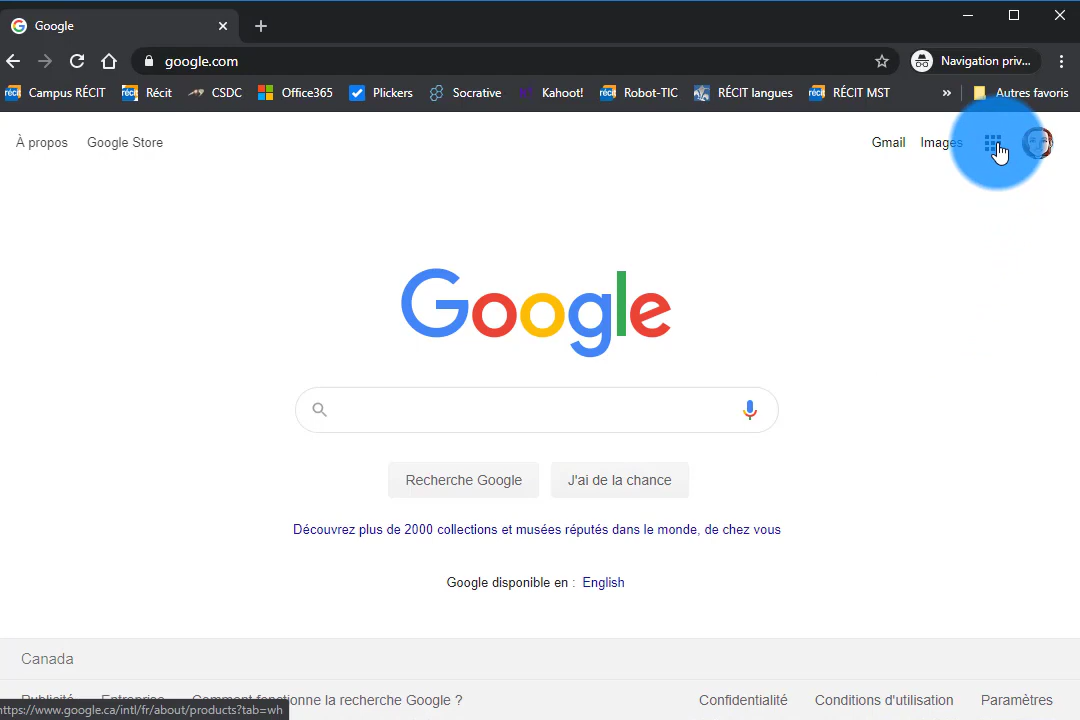 Google
google.com
Navigation priv...
Campus RÉCIT
Récit
CSDC
Office365
Plickers
Socrative
Kahoot!
Robot-TIC
RÉCIT langues
RÉCIT MST
»
Autres favoris
À propos
Google Store
Gmail
Images
Google
Recherche Google
J'ai de la chance
Découvrez plus de 2000 collections et musées réputés dans le monde, de chez vous
Google disponible en : English
Canada
Publicité
Entreprise
Comment fonctionne la recherche Google ?
Confidentialité
Conditions d'utilisation
Paramètres
https://www.google.ca/intl/fr/about/products?tab=wh